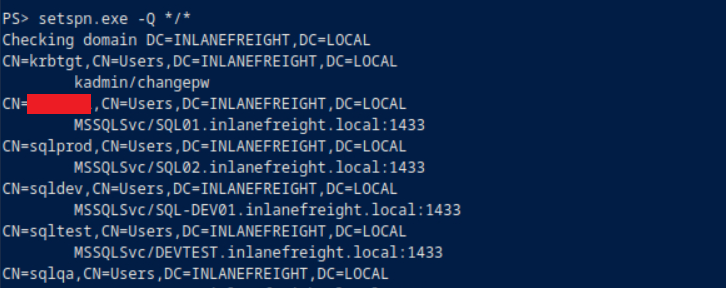 PS> setspn.exe -Q */*
Checking domain DC=INLANEFREIGHT,DC=LOCAL
CN=krbtgt,CN=Users,DC=INLANEFREIGHT,DC=LOCAL
        kadmin/changepw
CN=,CN=Users,DC=INLANEFREIGHT,DC=LOCAL
        MSSQLSvc/SQL01.inlanefreight.local:1433
CN=sqlprod,CN=Users,DC=INLANEFREIGHT,DC=LOCAL
        MSSQLSvc/SQL02.inlanefreight.local:1433
CN=sqldev,CN=Users,DC=INLANEFREIGHT,DC=LOCAL
        MSSQLSvc/SQL-DEV01.inlanefreight.local:1433
CN=sqltest,CN=Users,DC=INLANEFREIGHT,DC=LOCAL
        MSSQLSvc/DEVTEST.inlanefreight.local:1433
CN=sqlqa,CN=Users,DC=INLANEFREIGHT,DC=LOCAL